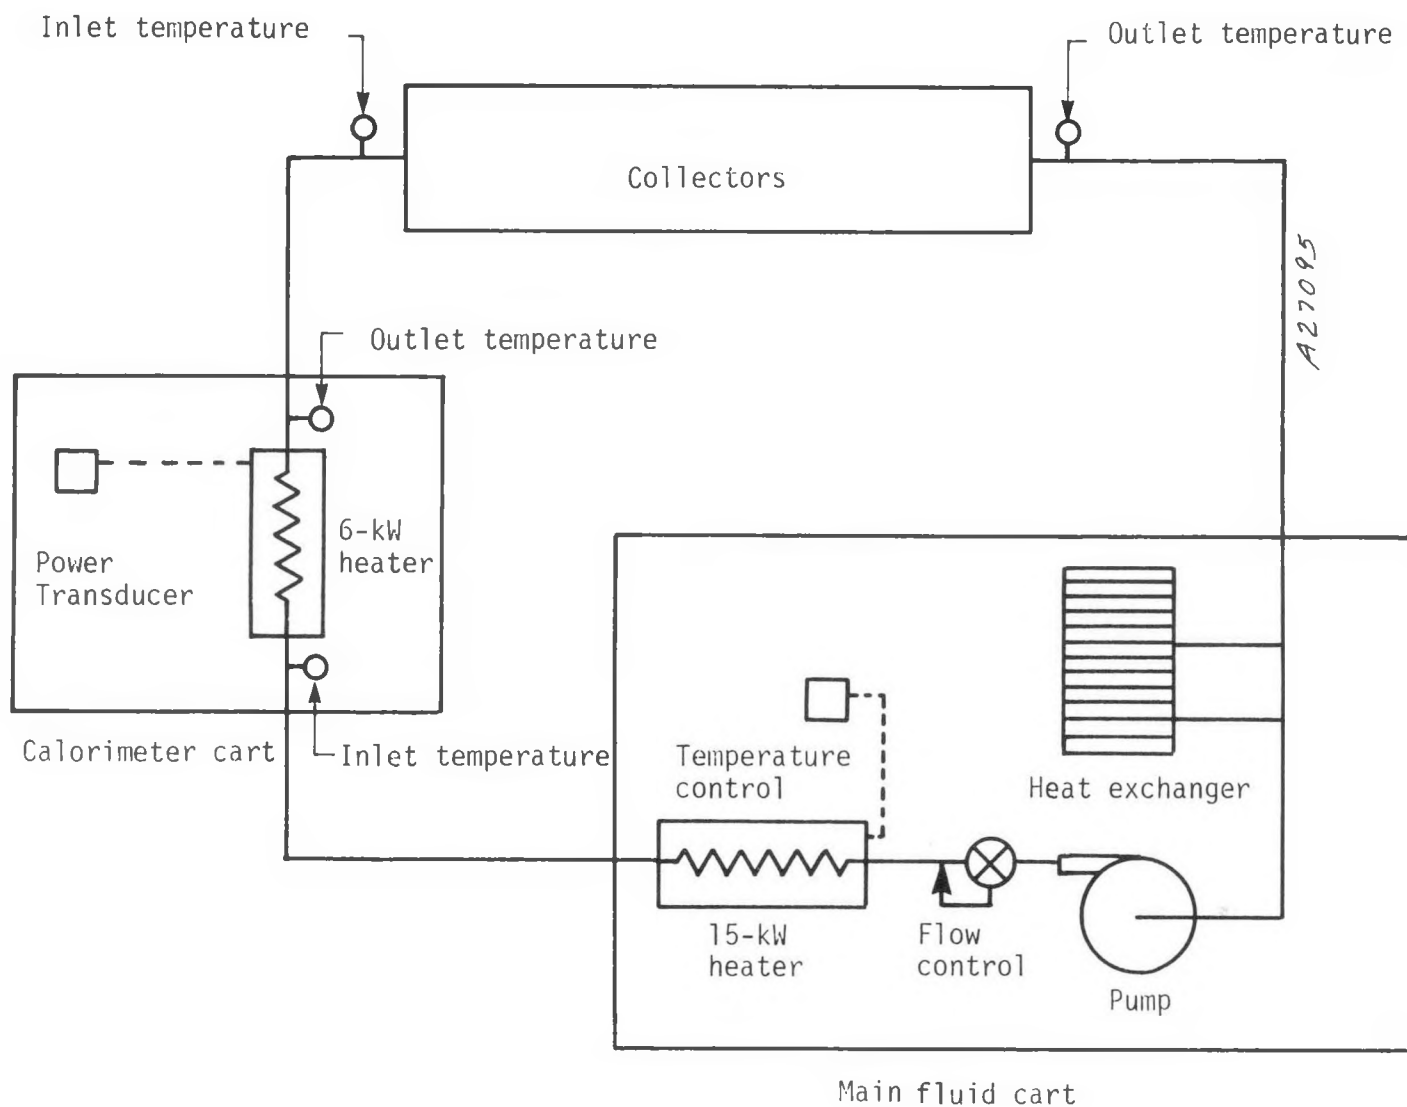 Inlet temperature
Outlet temperature
Collectors
A27095
Outlet temperature
6-kW
heater
Power
Transducer
Calorimeter cart
Inlet temperature
Temperature
control
Heat exchanger
15-kW
heater
Flow
control
Pump
Main fluid cart